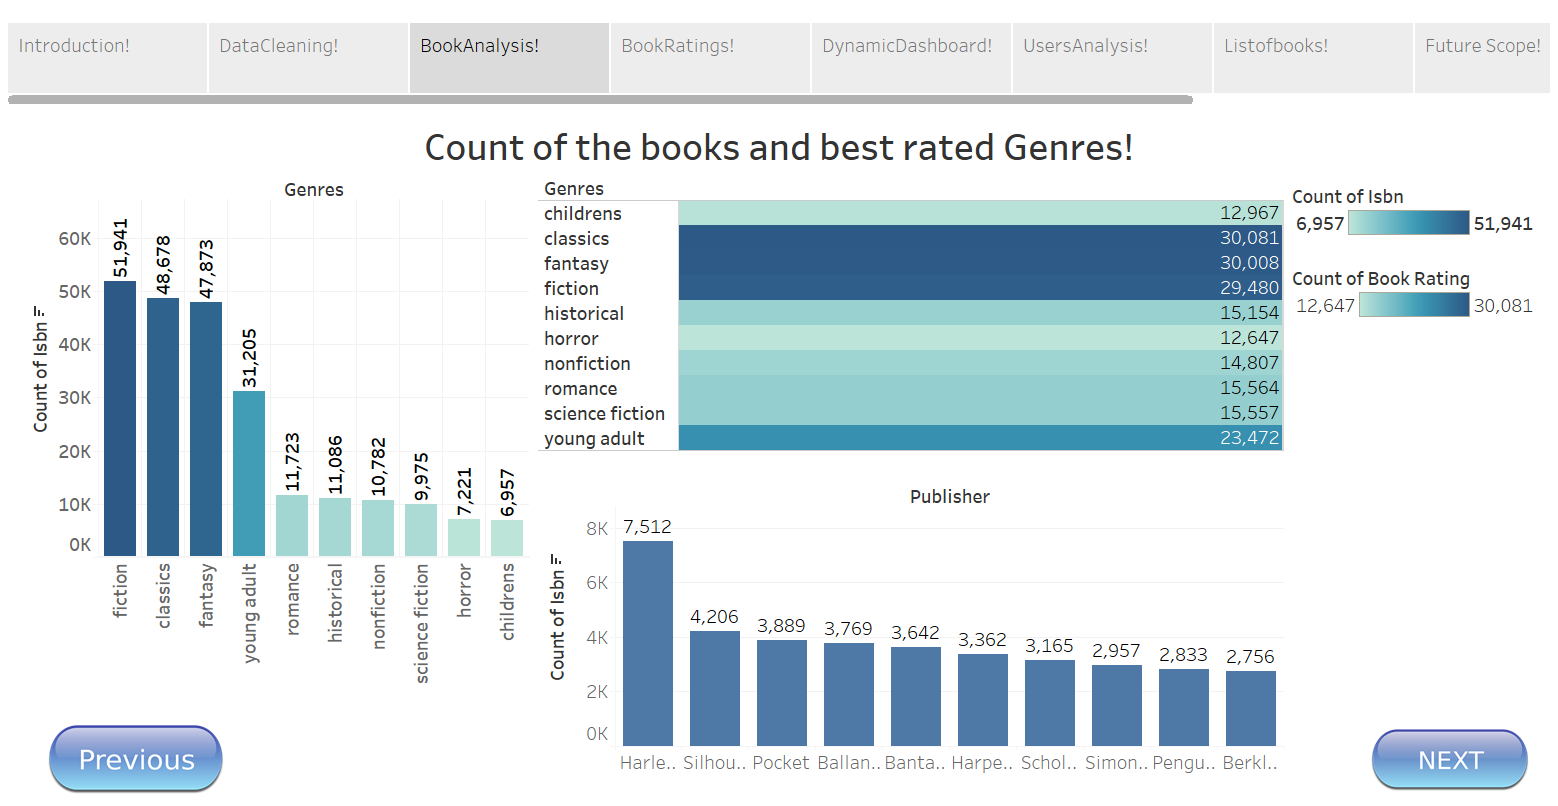 Introduction!
DataCleaning!
BookAnalysis!
BookRatings!
DynamicDashboard!
UsersAnalysis!
Listofbooks!
Future Scope!
Count of the books and best rated Genres!
Genres
Count of Isbn
60K
50K
40K
30K
20K
10K
0K
51,941
48,678
47,873
31,205
11,723
11,086
10,782
9,975
7,221
6,957
fiction
classics
fantasy
young adult
romance
historical
nonfiction
science fiction
horror
childrens
Genres
childrens 12,967
classics 30,081
fantasy 30,008
fiction 29,480
historical 15,154
horror 12,647
nonfiction 14,807
romance 15,564
science fiction 15,557
young adult 23,472
Count of Isbn
6,957 51,941
Count of Book Rating
12,647 30,081
Publisher
Count of Isbn
8K
6K
4K
2K
0K
7,512
4,206
3,889
3,769
3,642
3,362
3,165
2,957
2,833
2,756
Harle..
Silhou..
Pocket
Ballan..
Banta..
Harpe..
Schol..
Simon..
Pengu..
Berkl..
Previous
NEXT